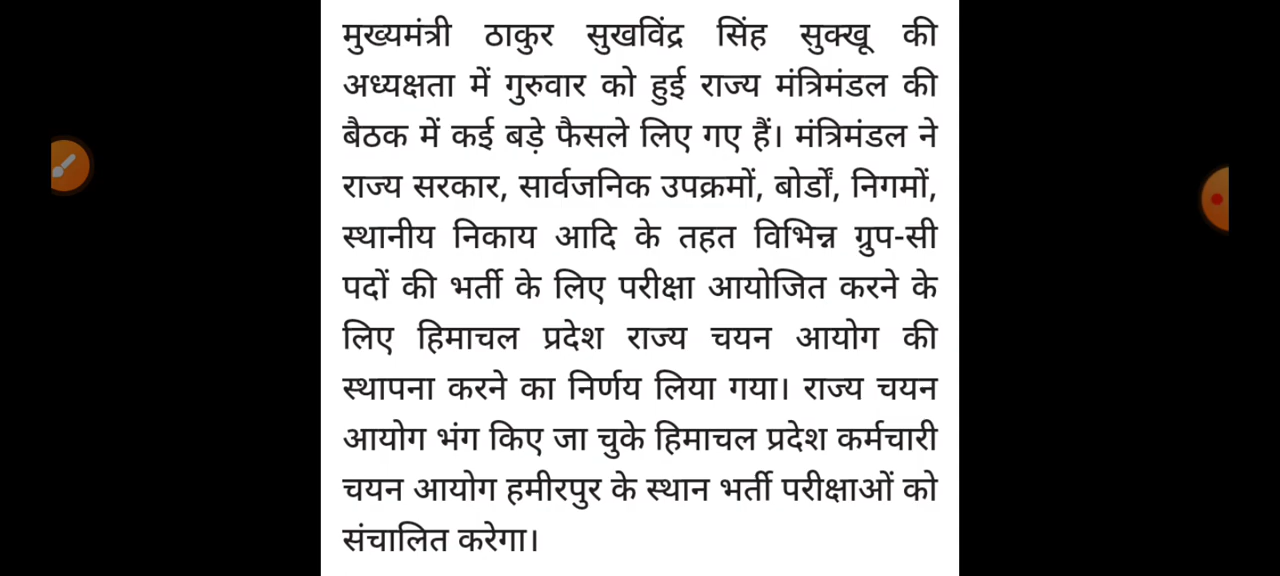 मुख्यमंत्री ठाकुर सुखविंद्र सिंह सुक्खू की
अध्यक्षता में गुरुवार को हुई राज्य मंत्रिमंडल की
बैठक में कई बड़े फैसले लिए गए हैं। मंत्रिमंडल ने
राज्य सरकार, सार्वजनिक उपक्रमों, बोर्डों, निगमों,
स्थानीय निकाय आदि के तहत विभिन्न ग्रुप-सी
पदों की भर्ती के लिए परीक्षा आयोजित करने के
लिए हिमाचल प्रदेश राज्य चयन आयोग की
स्थापना करने का निर्णय लिया गया। राज्य चयन
आयोग भंग किए जा चुके हिमाचल प्रदेश कर्मचारी
चयन आयोग हमीरपुर के स्थान भर्ती परीक्षाओं को
संचालित करेगा।